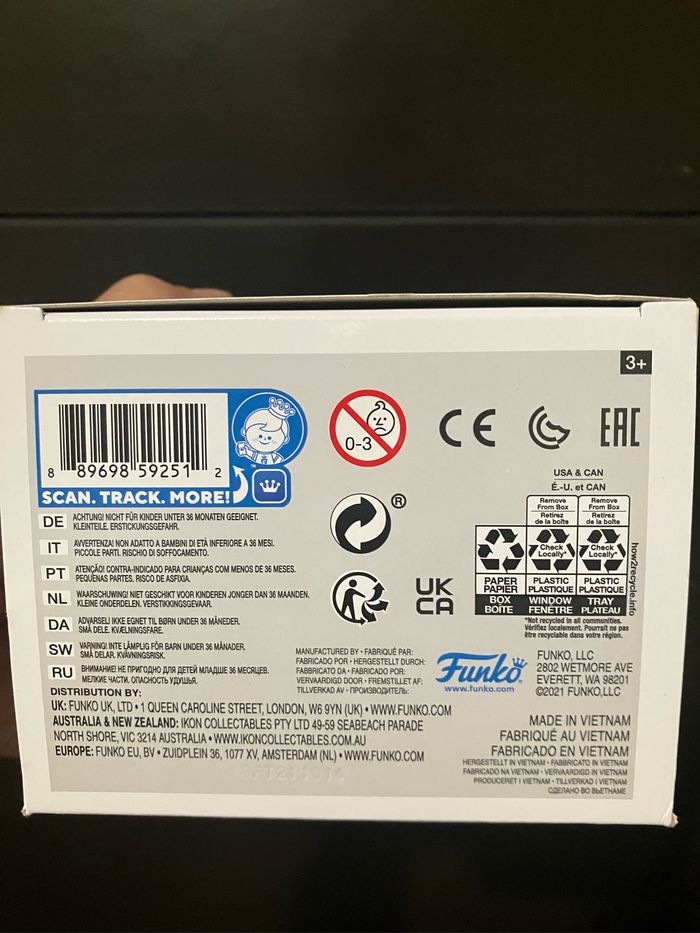 3+
8 89698 59251 2
SCAN. TRACK. MORE!
™
0-3
CE
EAC
®
UK
CA
USA & CAN
É.-U. et CAN
Remove
From Box
Retirez
de la boîte
Remove
From Box
Retirez
de la boîte
Check
Locally*
Check
Locally*
PAPER
PAPIER
PLASTIC
PLASTIQUE
PLASTIC
PLASTIQUE
BOX
BOÎTE
WINDOW
FENÊTRE
TRAY
PLATEAU
how2recycle.info
*Not recycled in all communities.
Vérifiez localement. Pourrait ne pas
être recyclable dans votre région.
DE ACHTUNG! NICHT FÜR KINDER UNTER 36 MONATEN GEEIGNET.
KLEINTEILE. ERSTICKUNGSGEFAHR.
IT AVVERTENZA! NON ADATTO A BAMBINI DI ETÀ INFERIORE A 36 MESI.
PICCOLE PARTI. RISCHIO DI SOFFOCAMENTO.
PT ATENÇÃO! CONTRA-INDICADO PARA CRIANÇAS COM MENOS DE 36 MESES.
PEQUENAS PARTES. RISCO DE ASFIXIA.
NL WAARSCHUWING! NIET GESCHIKT VOOR KINDEREN JONGER DAN 36 MAANDEN.
KLEINE ONDERDELEN. VERSTIKKINGSGEVAAR.
DA ADVARSEL! IKKE EGNET TIL BØRN UNDER 36 MÅNEDER.
SMÅ DELE. KVÆLNINGSFARE.
SW VARNING! INTE LÄMPLIG FÖR BARN UNDER 36 MÅNADER.
SMÅ DELAR. KVÄVNINGSRISK.
RU ВНИМАНИЕ! НЕ ПРИГОДНО ДЛЯ ДЕТЕЙ МЛАДШЕ 36 МЕСЯЦЕВ.
МЕЛКИЕ ЧАСТИ. ОПАСНОСТЬ УДУШЬЯ.
MANUFACTURED BY • FABRIQUÉ PAR:
FABRICADO POR • HERGESTELLT DURCH:
FABBRICATO DA • FABRICADO POR:
VERVAARDIGD DOOR • FREMSTILLET AF:
TILLVERKAD AV • ПРОИЗВОДИТЕЛЬ:
Funko
www.funko.com
FUNKO, LLC
2802 WETMORE AVE
EVERETT, WA 98201
©2021 FUNKO,LLC
DISTRIBUTION BY:
UK: FUNKO UK, LTD • 1 QUEEN CAROLINE STREET, LONDON, W6 9YN (UK) • WWW.FUNKO.COM
AUSTRALIA & NEW ZEALAND: IKON COLLECTABLES PTY LTD 49-59 SEABEACH PARADE
NORTH SHORE, VIC 3214 AUSTRALIA • WWW.IKONCOLLECTABLES.COM.AU
EUROPE: FUNKO EU, BV • ZUIDPLEIN 36, 1077 XV, AMSTERDAM (NL) • WWW.FUNKO.COM
MADE IN VIETNAM
FABRIQUÉ AU VIETNAM
FABRICADO EN VIETNAM
HERGESTELLT IN VIETNAM • FABBRICATO IN VIETNAM
FABRICADO NA VIETNAM • VERVAARDIGD IN VIETNAM
PRODUCERET I VIETNAM • TILLVERKAD I VIETNAM
СДЕЛАНО ВО ВЬЕТНАМЕ